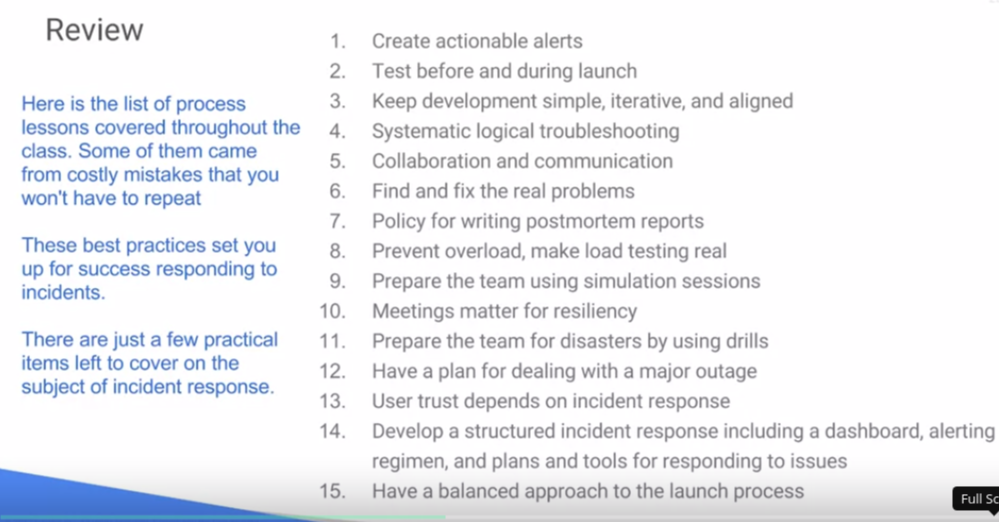 Review
Here is the list of process
lessons covered throughout the
class. Some of them came
from costly mistakes that you
won't have to repeat
These best practices set you
up for success responding to
incidents.
There are just a few practical
items left to cover on the
subject of incident response.
1. Create actionable alerts
2. Test before and during launch
3. Keep development simple, iterative, and aligned
4. Systematic logical troubleshooting
5. Collaboration and communication
6. Find and fix the real problems
7. Policy for writing postmortem reports
8. Prevent overload, make load testing real
9. Prepare the team using simulation sessions
10. Meetings matter for resiliency
11. Prepare the team for disasters by using drills
12. Have a plan for dealing with a major outage
13. User trust depends on incident response
14. Develop a structured incident response including a dashboard, alerting
regimen, and plans and tools for responding to issues
15. Have a balanced approach to the launch process
Full Sc